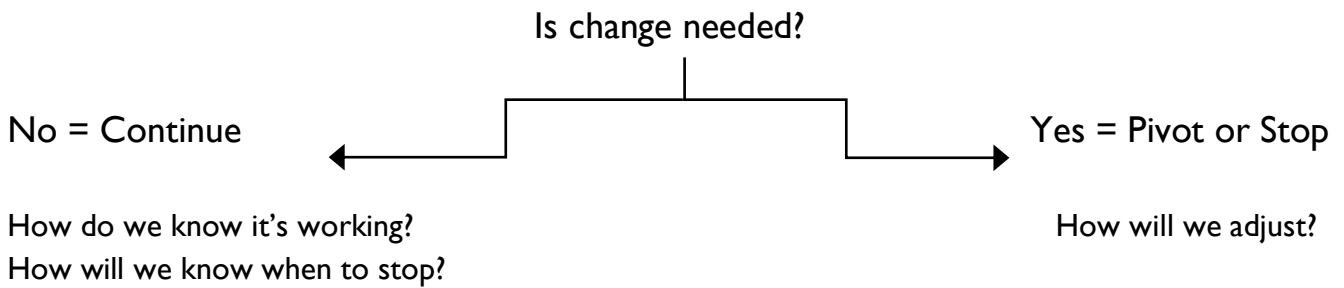 Is change needed?
No = Continue
Yes = Pivot or Stop
How do we know it’s working?
How will we adjust?
How will we know when to stop?